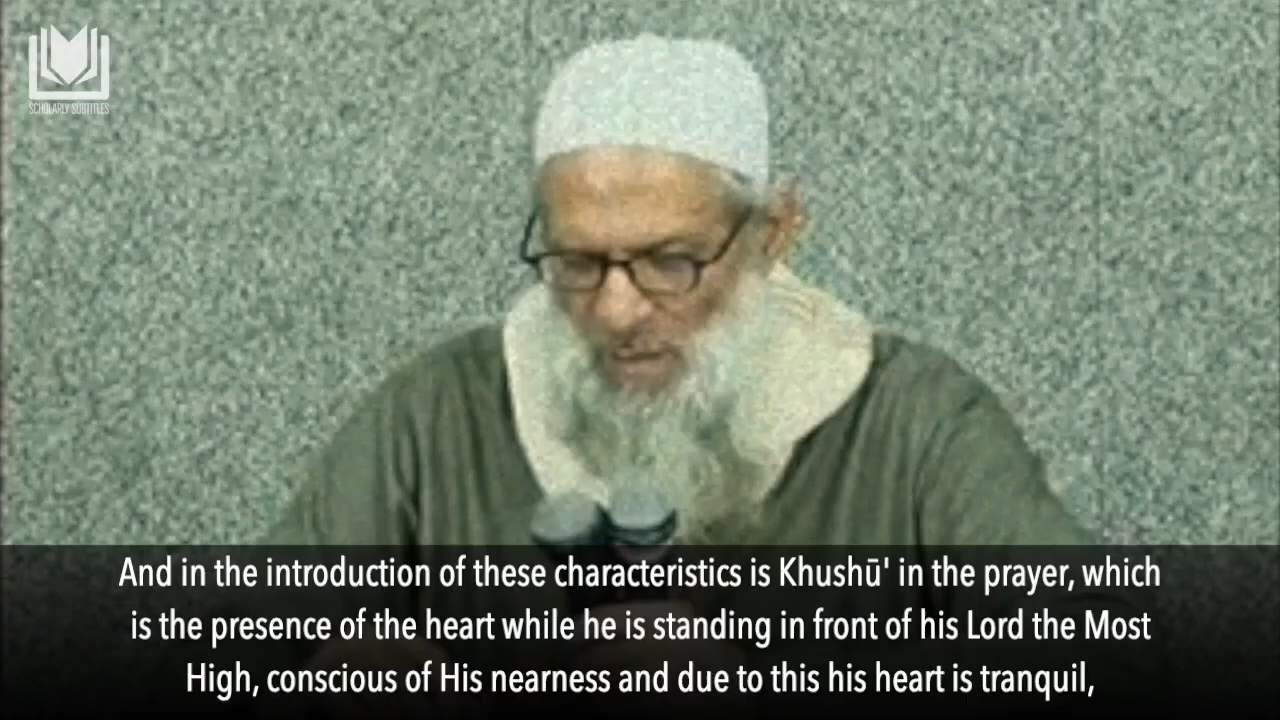 SCHOLARLY SUBTITLES
And in the introduction of these characteristics is Khushū' in the prayer, which
is the presence of the heart while he is standing in front of his Lord the Most
High, conscious of His nearness and due to this his heart is tranquil,